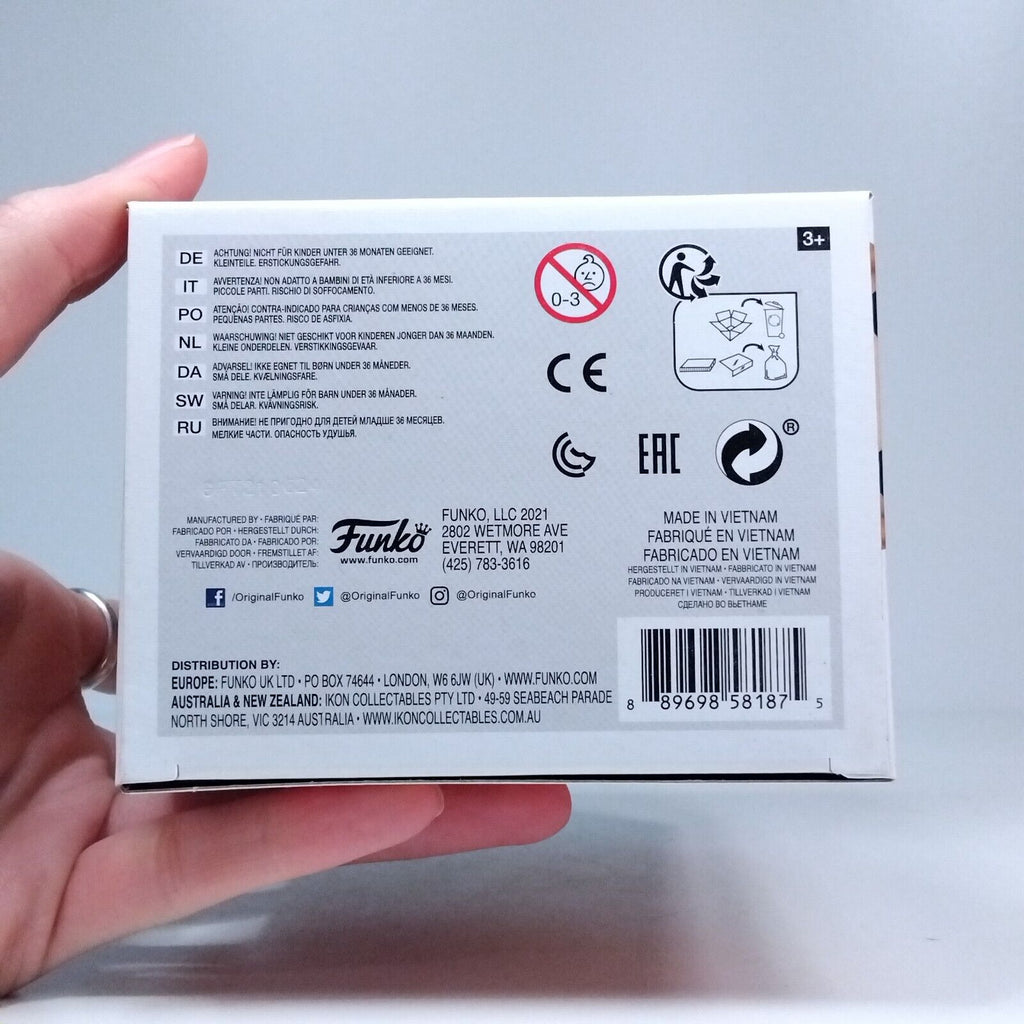 DE ACHTUNG! NICHT FÜR KINDER UNTER 36 MONATEN GEEIGNET.
KLEINTEILE. ERSTICKUNGSGEFAHR.
IT AVVERTENZA! NON ADATTO A BAMBINI DI ETÀ INFERIORE A 36 MESI.
PICCOLE PARTI. RISCHIO DI SOFFOCAMENTO.
PO ATENÇÃO! CONTRA-INDICADO PARA CRIANÇAS COM MENOS DE 36 MESES.
PEQUENAS PARTES. RISCO DE ASFIXIA.
NL WAARSCHUWING! NIET GESCHIKT VOOR KINDEREN JONGER DAN 36 MAANDEN.
KLEINE ONDERDELEN. VERSTIKKINGSGEVAAR.
DA ADVARSEL! IKKE EGNET TIL BØRN UNDER 36 MÅNEDER.
SMÅ DELE. KVÆLNINGSFARE.
SW VARNING! INTE LÄMPLIG FÖR BARN UNDER 36 MÅNADER.
SMÅ DELAR. KVÄVNINGSRISK.
RU ВНИМАНИЕ! НЕ ПРИГОДНО ДЛЯ ДЕТЕЙ МЛАДШЕ 36 МЕСЯЦЕВ.
МЕЛКИЕ ЧАСТИ. ОПАСНОСТЬ УДУШЬЯ.
0-3
3+
CE
EAC
®
MANUFACTURED BY • FABRIQUÉ PAR:
FABRICADO POR • HERGESTELLT DURCH:
FABBRICATO DA • FABRICADO POR:
VERVAARDIGD DOOR • FREMSTILLET AF:
TILLVERKAD AV • ПРОИЗВОДИТЕЛЬ:
Funko
www.funko.com
FUNKO, LLC 2021
2802 WETMORE AVE
EVERETT, WA 98201
(425) 783-3616
/OriginalFunko @OriginalFunko @OriginalFunko
MADE IN VIETNAM
FABRIQUÉ EN VIETNAM
FABRICADO EN VIETNAM
HERGESTELLT IN VIETNAM • FABBRICATO IN VIETNAM
FABRICADO NA VIETNAM • VERVAARDIGD IN VIETNAM
PRODUCERET I VIETNAM • TILLVERKAD I VIETNAM
СДЕЛАНО ВО ВЬЕТНАМЕ
DISTRIBUTION BY:
EUROPE: FUNKO UK LTD • PO BOX 74644 • LONDON, W6 6JW (UK) • WWW.FUNKO.COM
AUSTRALIA & NEW ZEALAND: IKON COLLECTABLES PTY LTD • 49-59 SEABEACH PARADE
NORTH SHORE, VIC 3214 AUSTRALIA • WWW.IKONCOLLECTABLES.COM.AU
8 89698 58187 5